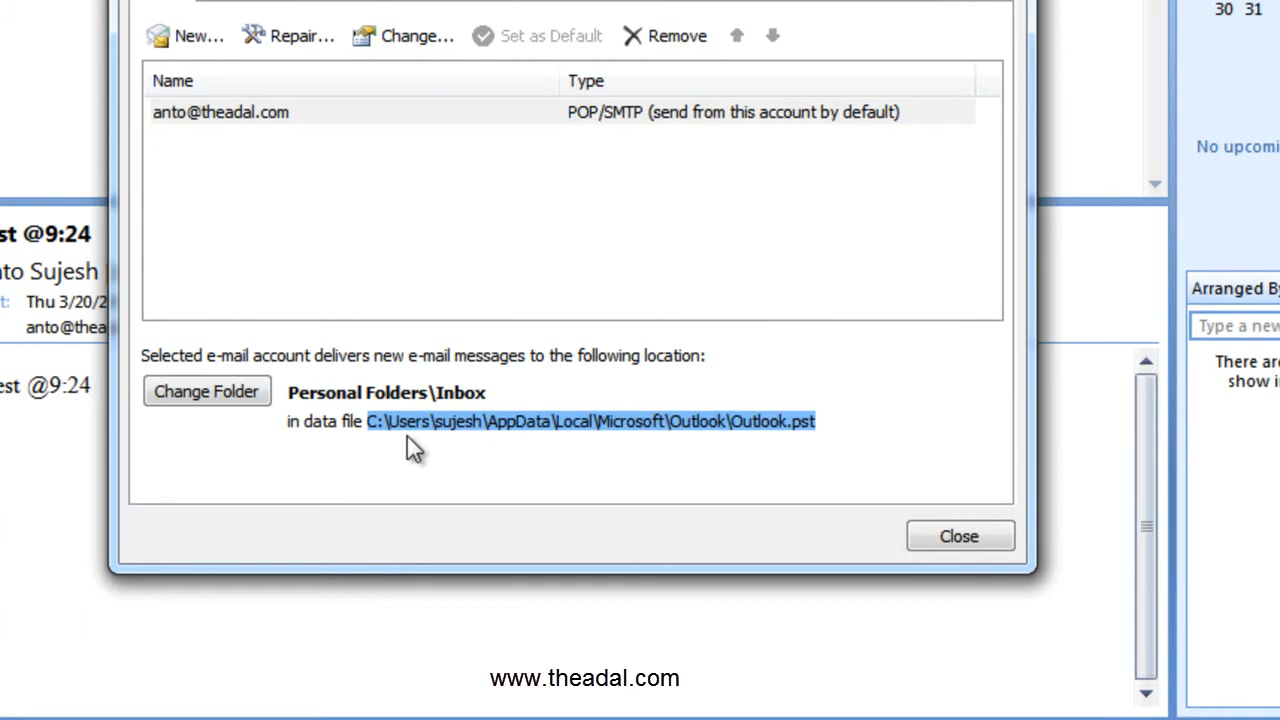 30 31
New... Repair... Change... Set as Default Remove
Name Type
anto@theadal.com POP/SMTP (send from this account by default)
No upcomi
st @9:24
nto Sujesh
t: Thu 3/20/2
anto@thea
est @9:24
Arranged By
Type a new
There are
show i
Selected e-mail account delivers new e-mail messages to the following location:
Change Folder Personal Folders\Inbox
in data file C:\Users\sujesh\AppData\Local\Microsoft\Outlook\Outlook.pst
Close
www.theadal.com